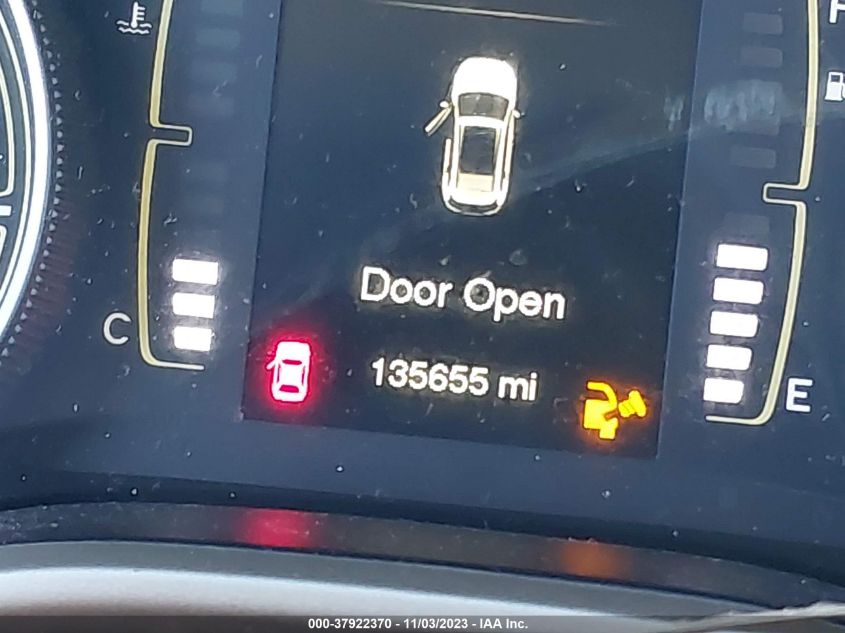 Door Open
135655 mi
C
E
000-37922370 - 11/03/2023 - IAA Inc.